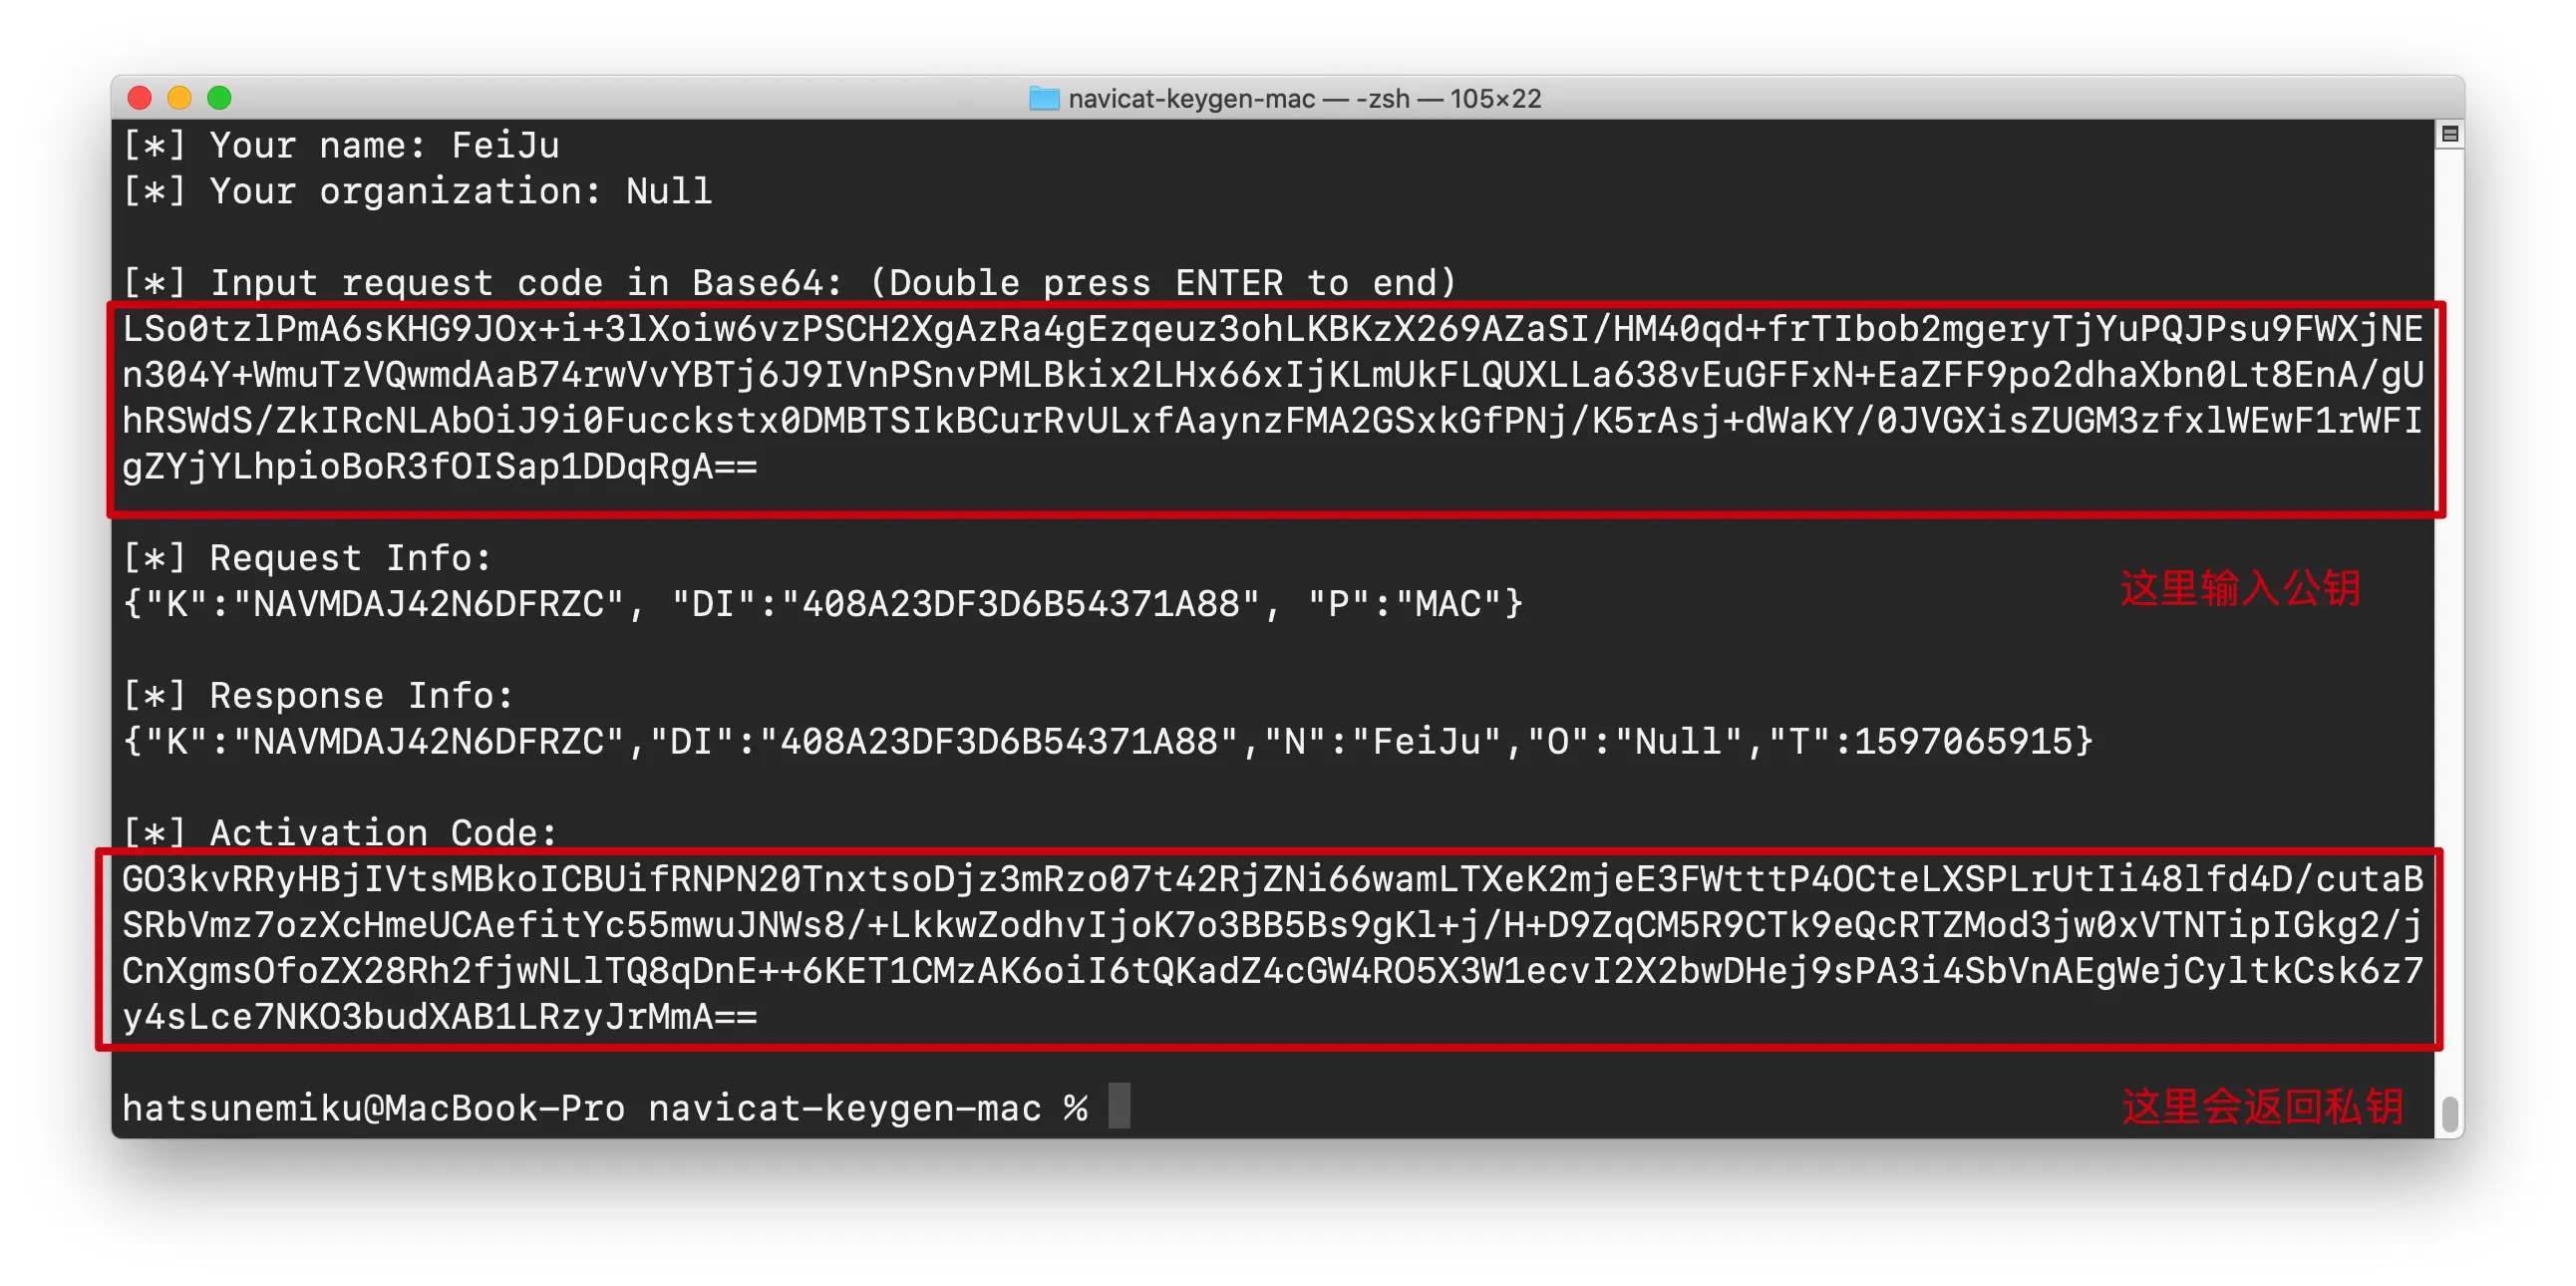 navicat-keygen-mac — -zsh — 105×22
[*] Your name: FeiJu
[*] Your organization: Null
[*] Input request code in Base64: (Double press ENTER to end)
LSo0tzlPmA6sKHG9JOx+i+3lXoiw6vzPSCH2XgAzRa4gEzqeuz3ohLKBKzX269AZaSI/HM40qd+frTIbob2mgeryTjYuPQJPsu9FWXjNE
n304Y+WmuTzVQwmdAaB74rwVvYBTj6J9IVnPSnvPMLBkix2LHx66xIjKLmUkFLQUXLLa638vEuGFFxN+EaZFF9po2dhaXbn0Lt8EnA/gU
hRSWdS/ZkIRcNLAbOiJ9i0Fucckstx0DMBTSIkBCurRvULxfAaynzFMA2GSxkGfPNj/K5rAsj+dWaKY/0JVGXisZUGM3zfxlWEwF1rWFI
gZYjYLhpioBoR3fOISap1DDqRgA==
[*] Request Info:
{"K":"NAVMDAJ42N6DFRZC", "DI":"408A23DF3D6B54371A88", "P":"MAC"}
这里输入公钥
[*] Response Info:
{"K":"NAVMDAJ42N6DFRZC","DI":"408A23DF3D6B54371A88","N":"FeiJu","O":"Null","T":1597065915}
[*] Activation Code:
GO3kvRRyHBjIVtsMBkoICBUifRNPN20TnxtsoDjz3mRzo07t42RjZNi66wamLTXeK2mjeE3FWtttP4OCteLXSPLrUtIi48lfd4D/cutaB
SRbVmz7ozXcHmeUCAefitYc55mwuJNWs8/+LkkwZodhvIjoK7o3BB5Bs9gKl+j/H+D9ZqCM5R9CTk9eQcRTZMod3jw0xVTNTipIGkg2/j
CnXgmsOfoZX28Rh2fjwNLlTQ8qDnE++6KET1CMzAK6oiI6tQKadZ4cGW4RO5X3W1ecvI2X2bwDHej9sPA3i4SbVnAEgWejCyltkCsk6z7
y4sLce7NKO3budXAB1LRzyJrMmA==
hatsunemiku@MacBook-Pro navicat-keygen-mac %
这里会返回私钥